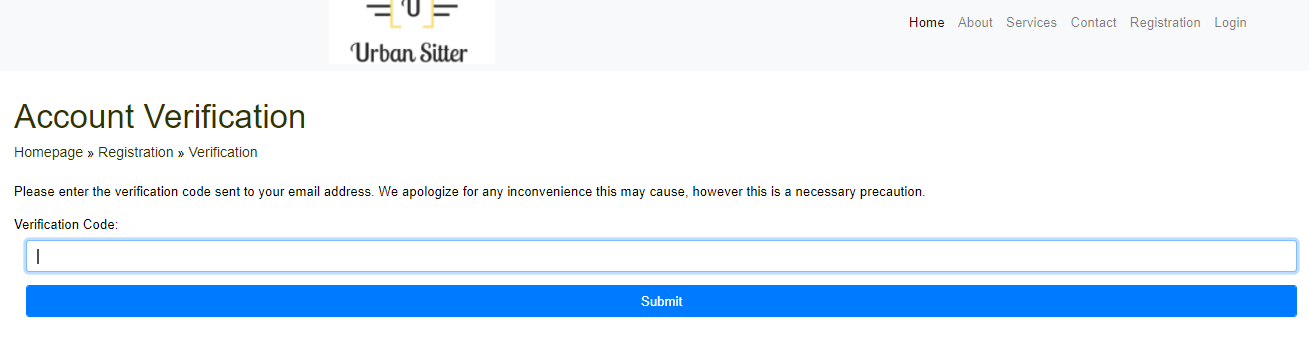 U
Urban Sitter
Home About Services Contact Registration Login
Account Verification
Homepage » Registration » Verification
Please enter the verification code sent to your email address. We apologize for any inconvenience this may cause, however this is a necessary precaution.
Verification Code:
Submit